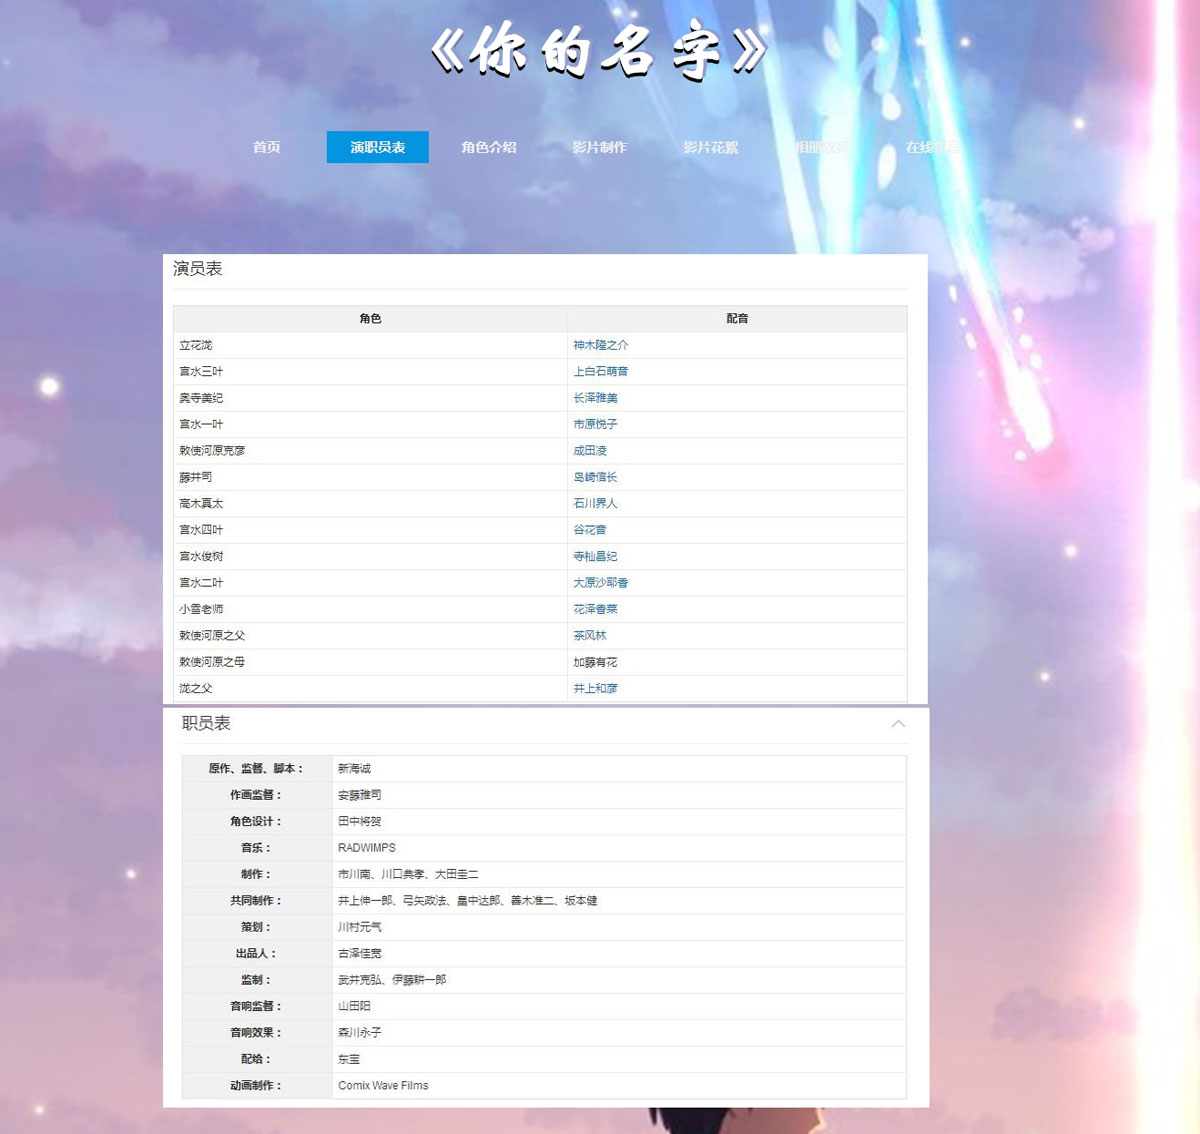 《你的名字》
首页 演职员表 角色介绍 影片制作 影片花絮 相册 在线
演员表
角色 配音
立花泷 神木隆之介
宫水三叶 上白石萌音
奥寺美纪 长泽雅美
宫水一叶 市原悦子
敕使河原克彦 成田凌
藤井司 岛崎信长
高木真太 石川界人
宫水四叶 谷花音
宫水俊树 寺杣昌纪
宫水二叶 大原沙耶香
小雪老师 花泽香菜
敕使河原之父 茶风林
敕使河原之母 加藤有花
泷之父 井上和彦
职员表
原作、监督、脚本： 新海诚
作画监督： 安藤雅司
角色设计： 田中将贺
音乐： RADWIMPS
制作： 市川南、川口典孝、大田圭二
共同制作： 井上伸一郎、弓矢政法、畠中达郎、善木准二、坂本健
策划： 川村元气
出品人： 古泽佳宽
监制： 武井克弘、伊藤耕一郎
音响监督： 山田阳
音响效果： 森川永子
配给： 东宝
动画制作： Comix Wave Films